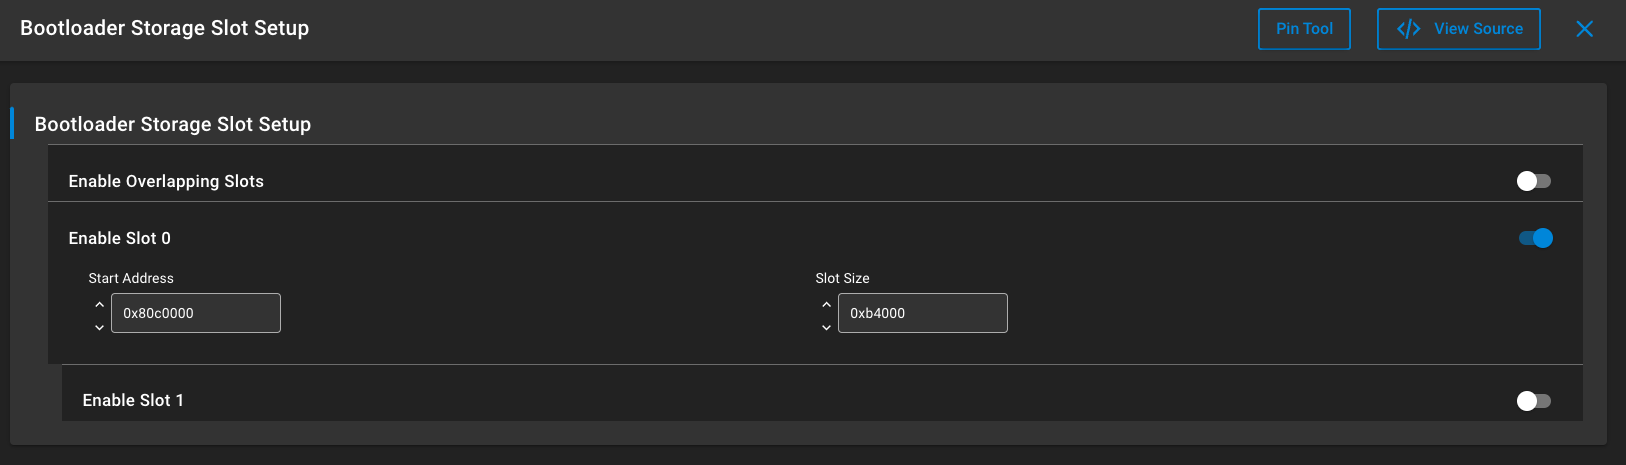 Bootloader Storage Slot Setup
Pin Tool
</> View Source
Bootloader Storage Slot Setup
Enable Overlapping Slots
Enable Slot 0
Start Address
Slot Size
0x80c0000
0xb4000
Enable Slot 1